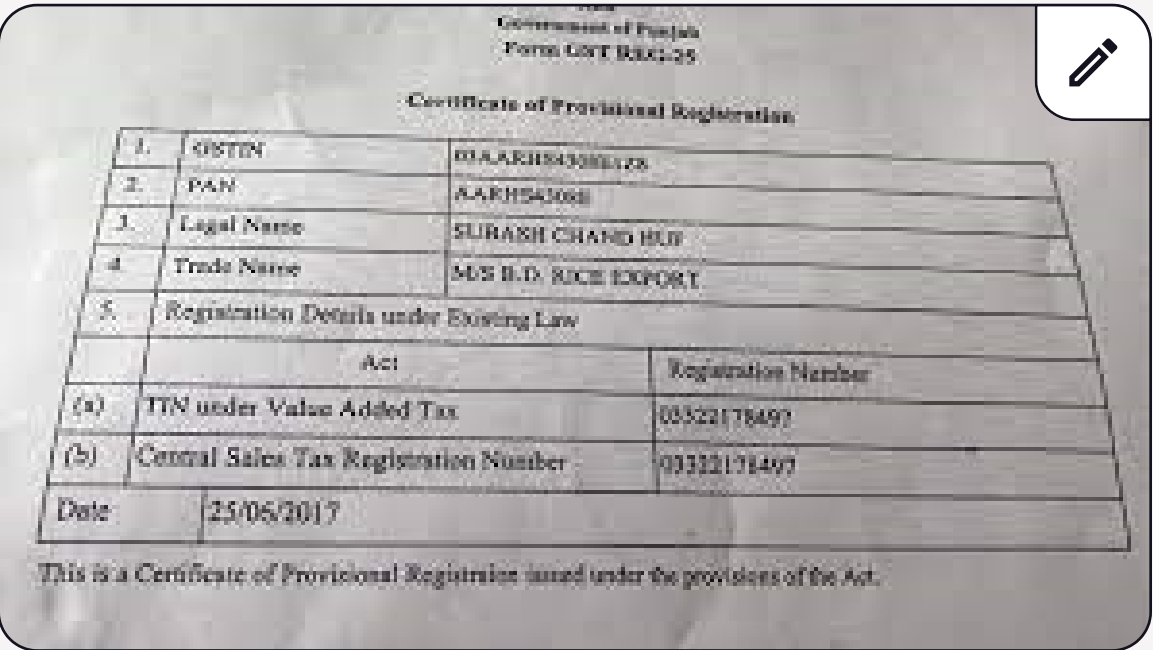 Government of Punjab
Form GST REG-25
Certificate of Provisional Registration
1. GSTIN
2. PAN
3. Legal Name SURASH CHAND HUF
4. Trade Name M/S B.D. RICE EXPORT
5. Registration Details under Existing Law
Act Registration Number
(a) TIN under Value Added Tax
(b) Central Sales Tax Registration Number
Date 25/06/2017
This is a Certificate of Provisional Registraion issued under the provisions of the Act.